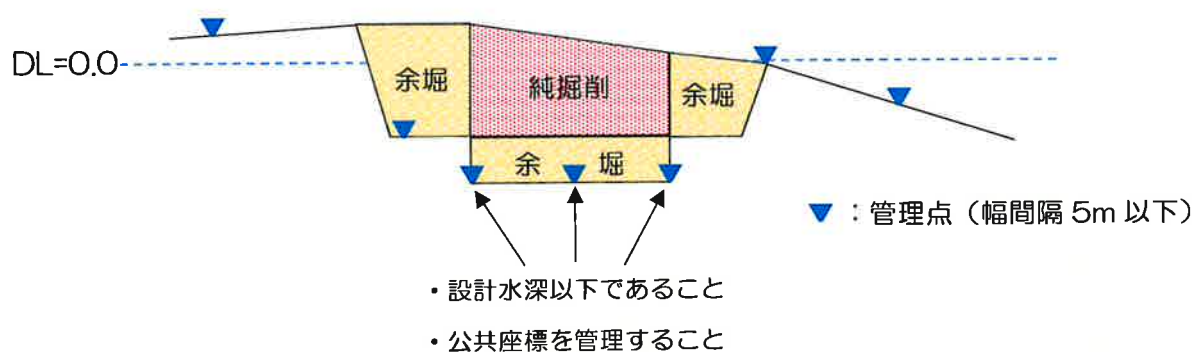 DL=0.0
余堀
純掘削
余堀
余 堀
▼：管理点（幅間隔 5m 以下）
・設計水深以下であること
・公共座標を管理すること